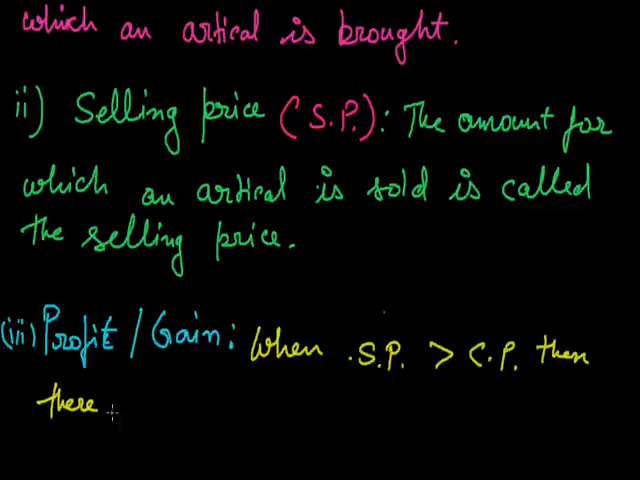 which an artical is brought.
ii) Selling price (S.P.): The amount for
which an artical is sold is called
the selling price.
(iii) Profit / Gain: When .S.P. > C.P. then
there